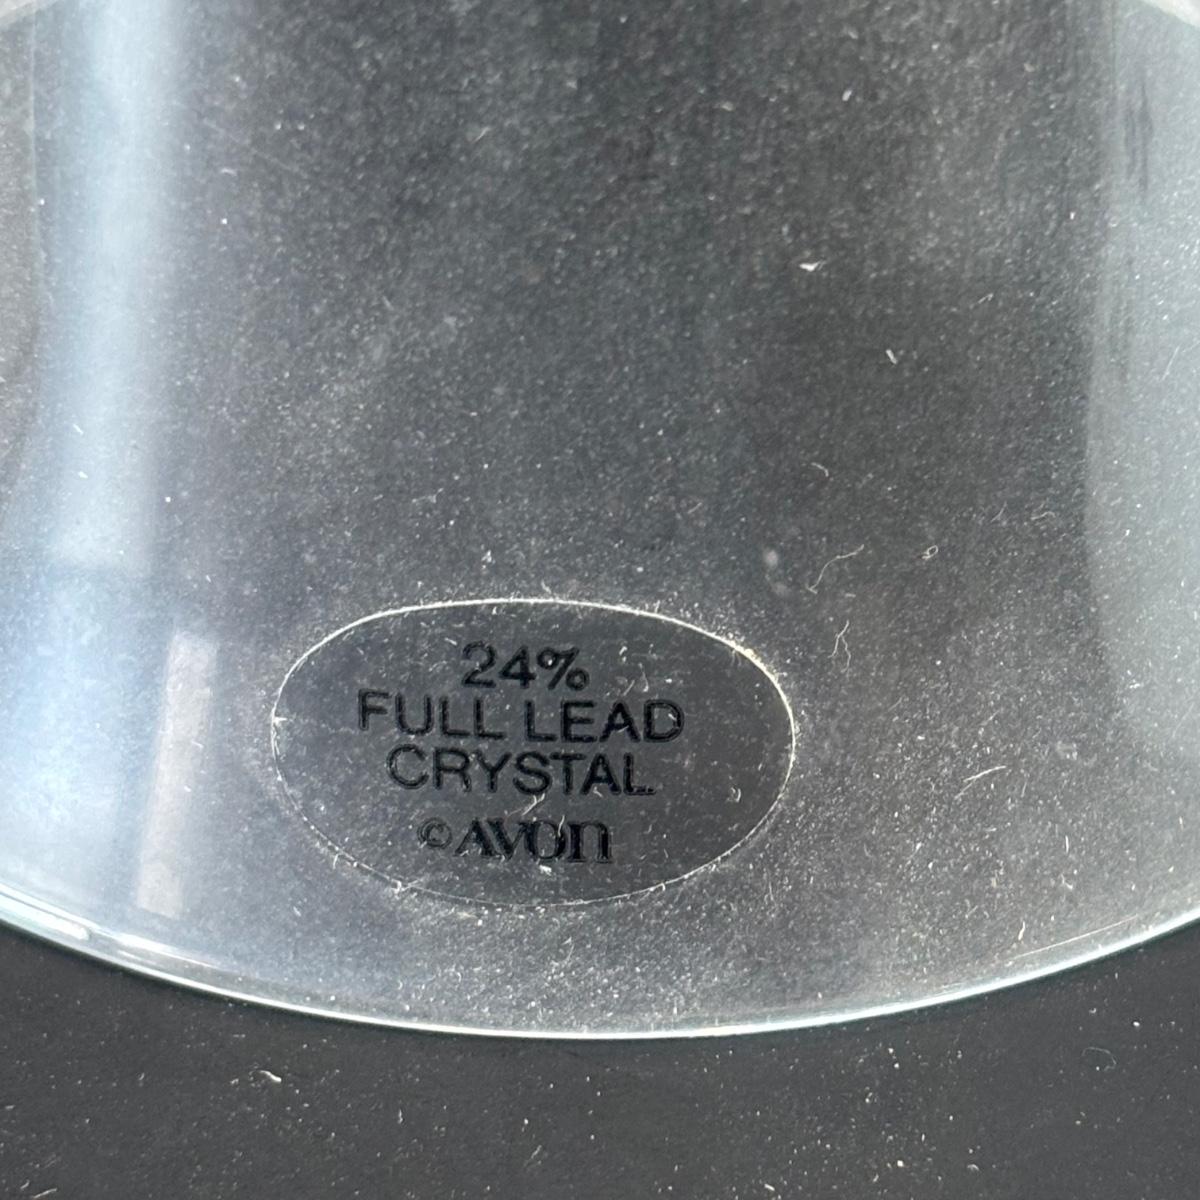 24%
FULL LEAD
CRYSTAL
©AVON